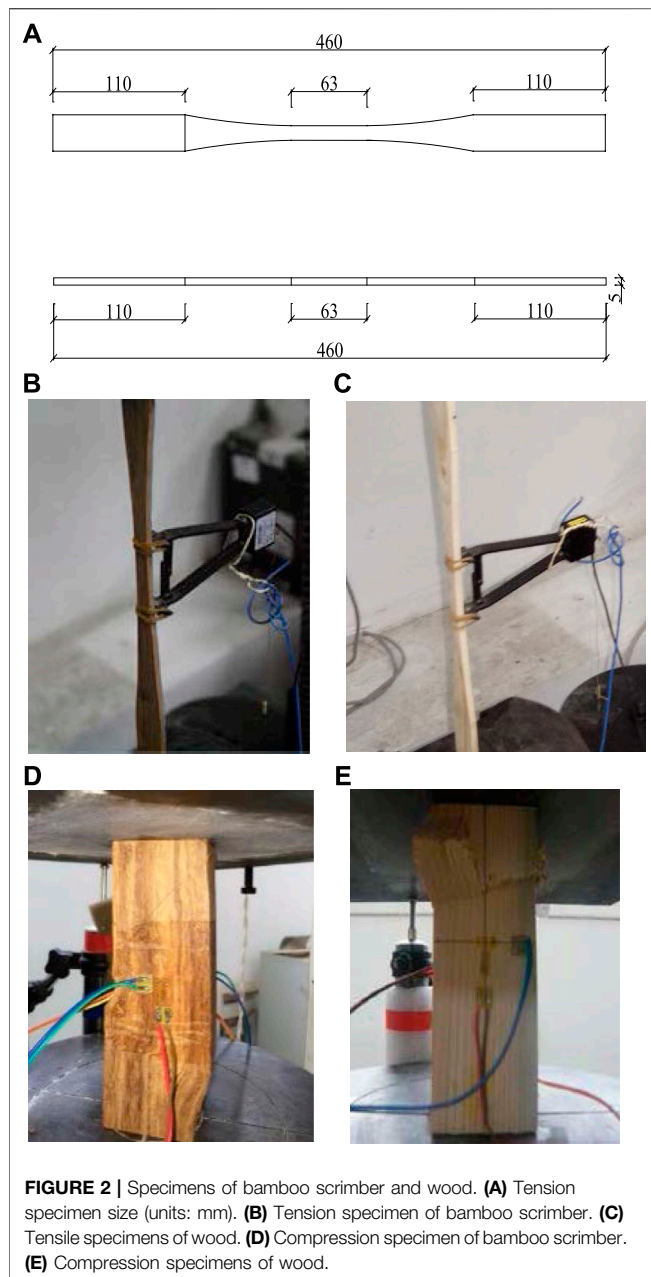 A
460
110 63 110
110 63 110
5
460
B C
D E
FIGURE 2 | Specimens of bamboo scrimber and wood. (A) Tension
specimen size (units: mm). (B) Tension specimen of bamboo scrimber. (C)
Tensile specimens of wood. (D) Compression specimen of bamboo scrimber.
(E) Compression specimens of wood.